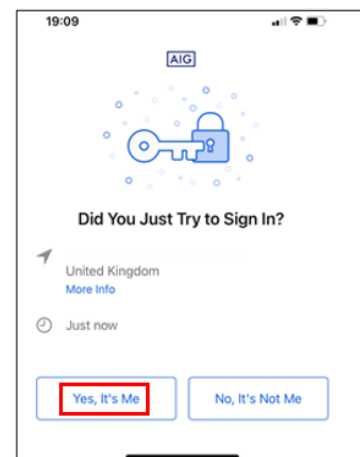 19:09
AIG
Did You Just Try to Sign In?
United Kingdom
More Info
Just now
Yes, It's Me
No, It's Not Me